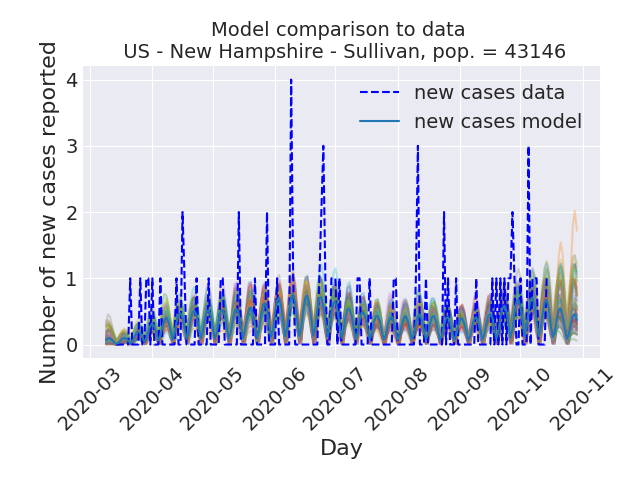 Model comparison to data
US - New Hampshire - Sullivan, pop. = 43146
Number of new cases reported
4
3
2
1
0
new cases data
new cases model
2020-03
2020-04
2020-05
2020-06
2020-07
2020-08
2020-09
2020-10
2020-11
Day